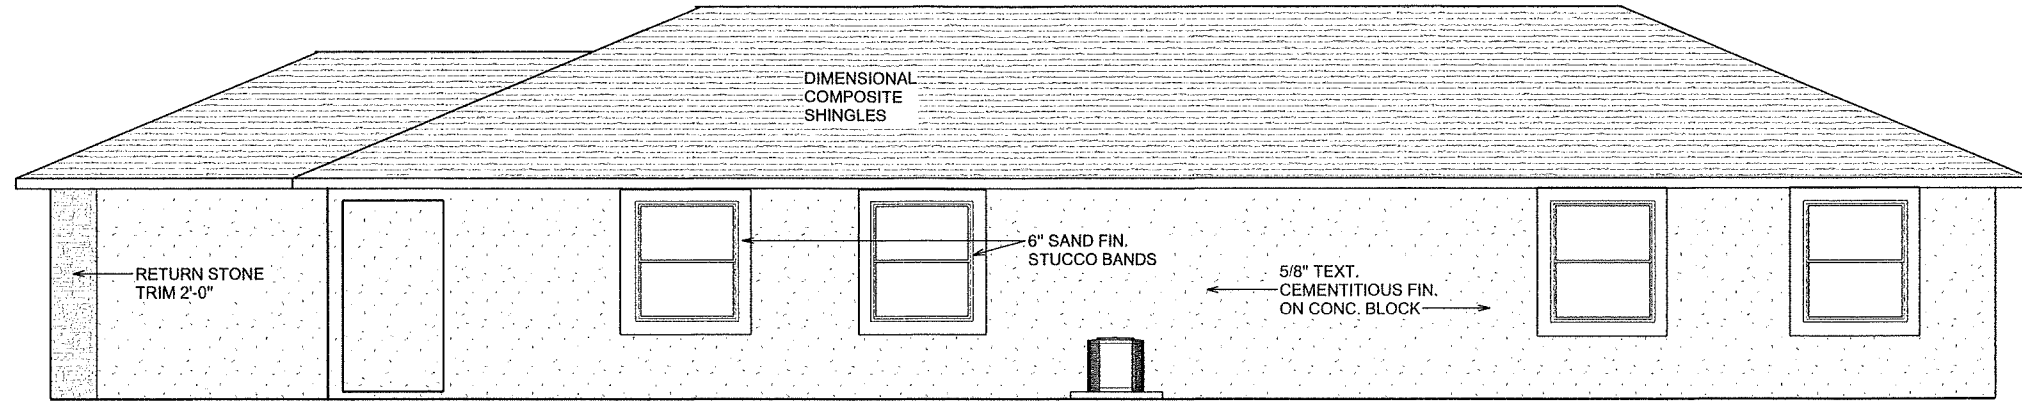 DIMENSIONAL
COMPOSITE
SHINGLES
6" SAND FIN.
STUCCO BANDS
RETURN STONE
TRIM 2'-0"
5/8" TEXT.
CEMENTITIOUS FIN.
ON CONC. BLOCK